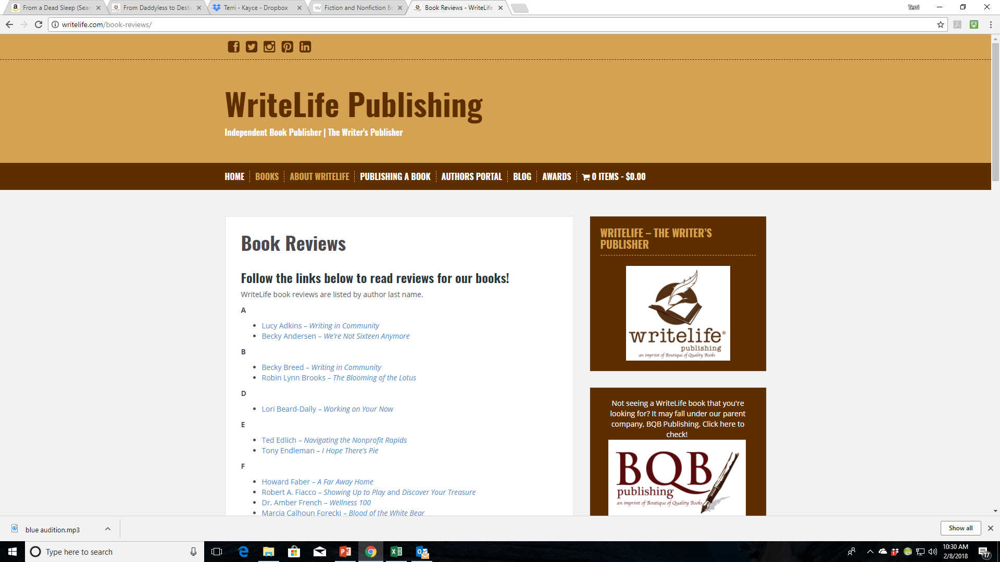 From a Dead Sleep (Sean
From Daddyless to Desti
Terri - Kayce - Dropbox
Fiction and Nonfiction Bo
Book Reviews - WriteLife
Terri
writelife.com/book-reviews/
WriteLife Publishing
Independent Book Publisher | The Writer's Publisher
HOME BOOKS ABOUT WRITELIFE PUBLISHING A BOOK AUTHORS PORTAL BLOG AWARDS 0 ITEMS - $0.00
Book Reviews
Follow the links below to read reviews for our books!
WriteLife book reviews are listed by author last name.
A
Lucy Adkins – Writing in Community
Becky Andersen – We’re Not Sixteen Anymore
B
Becky Breed – Writing in Community
Robin Lynn Brooks – The Blooming of the Lotus
D
Lori Beard-Daily – Working on Your Now
E
Ted Edlich – Navigating the Nonprofit Rapids
Tony Endleman – I Hope There’s Pie
F
Howard Faber – A Far Away Home
Robert A. Fiacco – Showing Up to Play and Discover Your Treasure
Dr. Amber French – Wellness 100
Marcia Calhoun Forecki – Blood of the White Bear
WRITELIFE – THE WRITER’S
PUBLISHER
writelife®
publishing
an imprint of Boutique of Quality Books
Not seeing a WriteLife book that you're
looking for? It may fall under our parent
company, BQB Publishing. Click here to
check!
BQB
publishing
an imprint of Boutique of Quality Books
blue audition.mp3
Show all
Type here to search
10:30 AM
2/8/2018
17